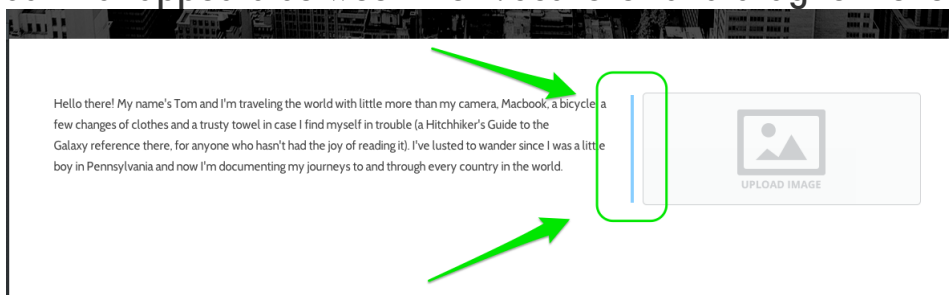 Hello there! My name's Tom and I'm traveling the world with little more than my camera, Macbook, a bicycle, a
few changes of clothes and a trusty towel in case I find myself in trouble (a Hitchhiker's Guide to the
Galaxy reference there, for anyone who hasn't had the joy of reading it). I've lusted to wander since I was a little
boy in Pennsylvania and now I'm documenting my journeys to and through every country in the world.
UPLOAD IMAGE